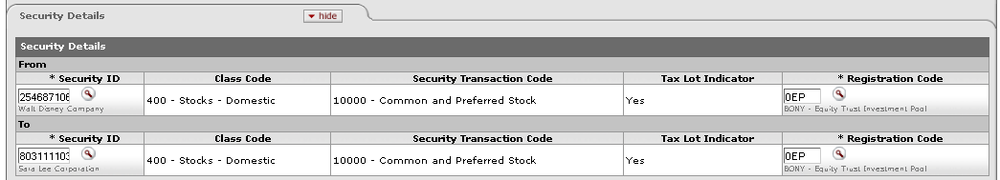 Security Details
hide
Security Details
From
* Security ID Class Code Security Transaction Code Tax Lot Indicator * Registration Code
254687106 400 - Stocks - Domestic 10000 - Common and Preferred Stock Yes 0EP
Walt Disney Company BONY - Equity Trust Investment Pool
To
* Security ID Class Code Security Transaction Code Tax Lot Indicator * Registration Code
803111103 400 - Stocks - Domestic 10000 - Common and Preferred Stock Yes 0EP
Sara Lee Corporation BONY - Equity Trust Investment Pool